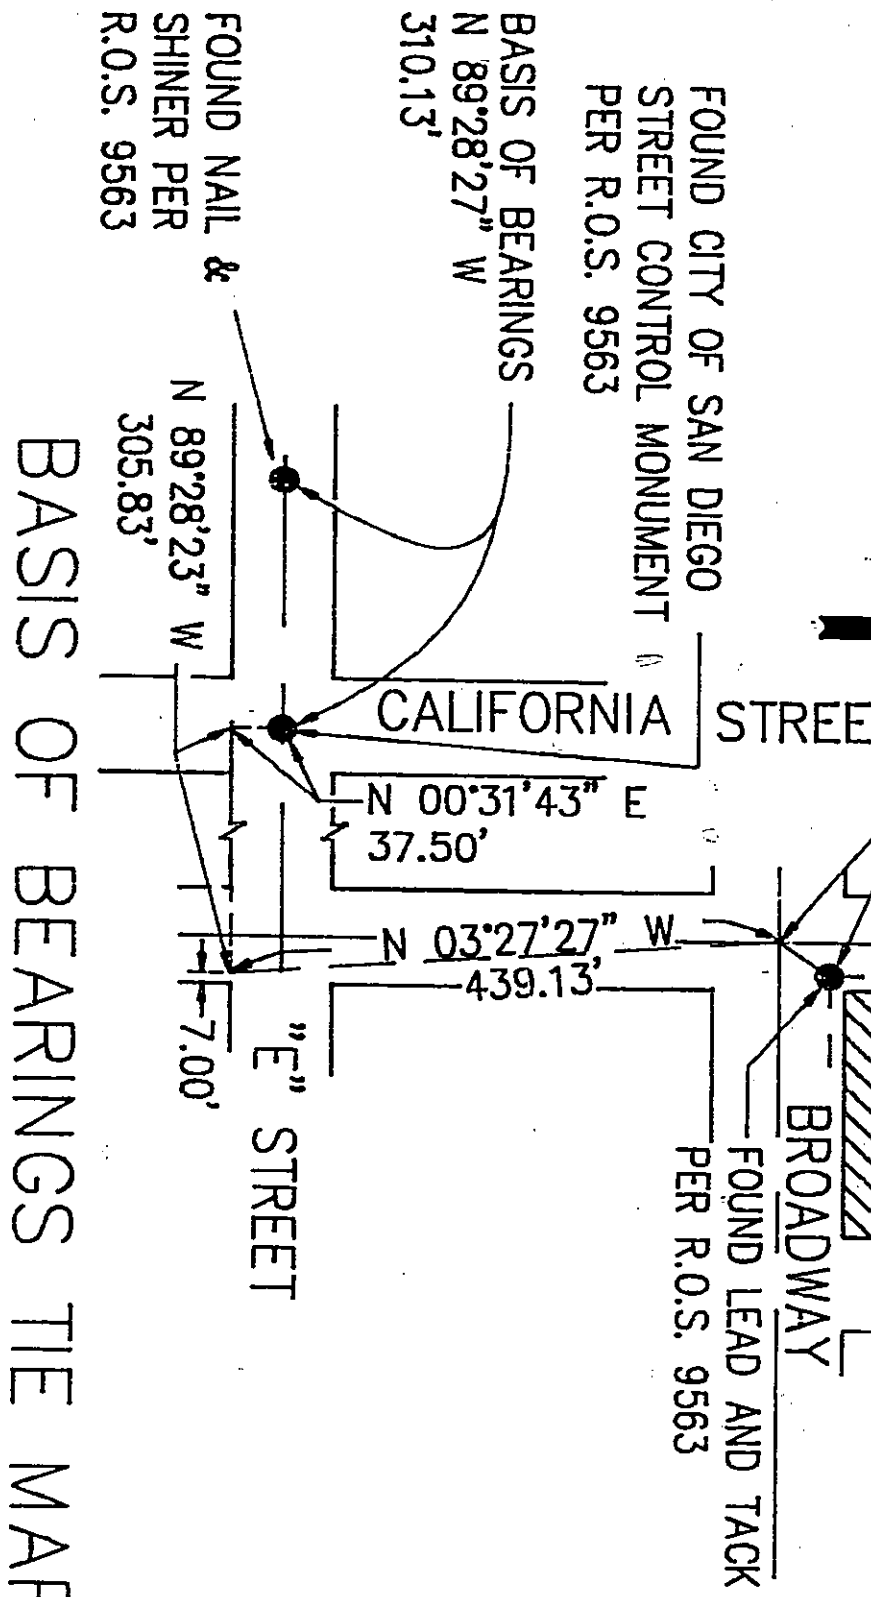 FOUND CITY OF SAN DIEGO
STREET CONTROL MONUMENT
PER R.O.S. 9563
BASIS OF BEARINGS
N 89°28'27" W
310.13'
FOUND NAIL &
SHINER PER
R.O.S. 9563
N 89°28'23" W
305.83'
CALIFORNIA STREE
N 00°31'43" E
37.50'
N 03°27'27" W
439.13'
7.00'
"E" STREET
BROADWAY
FOUND LEAD AND TACK
PER R.O.S. 9563
BASIS OF BEARINGS TIE MAP